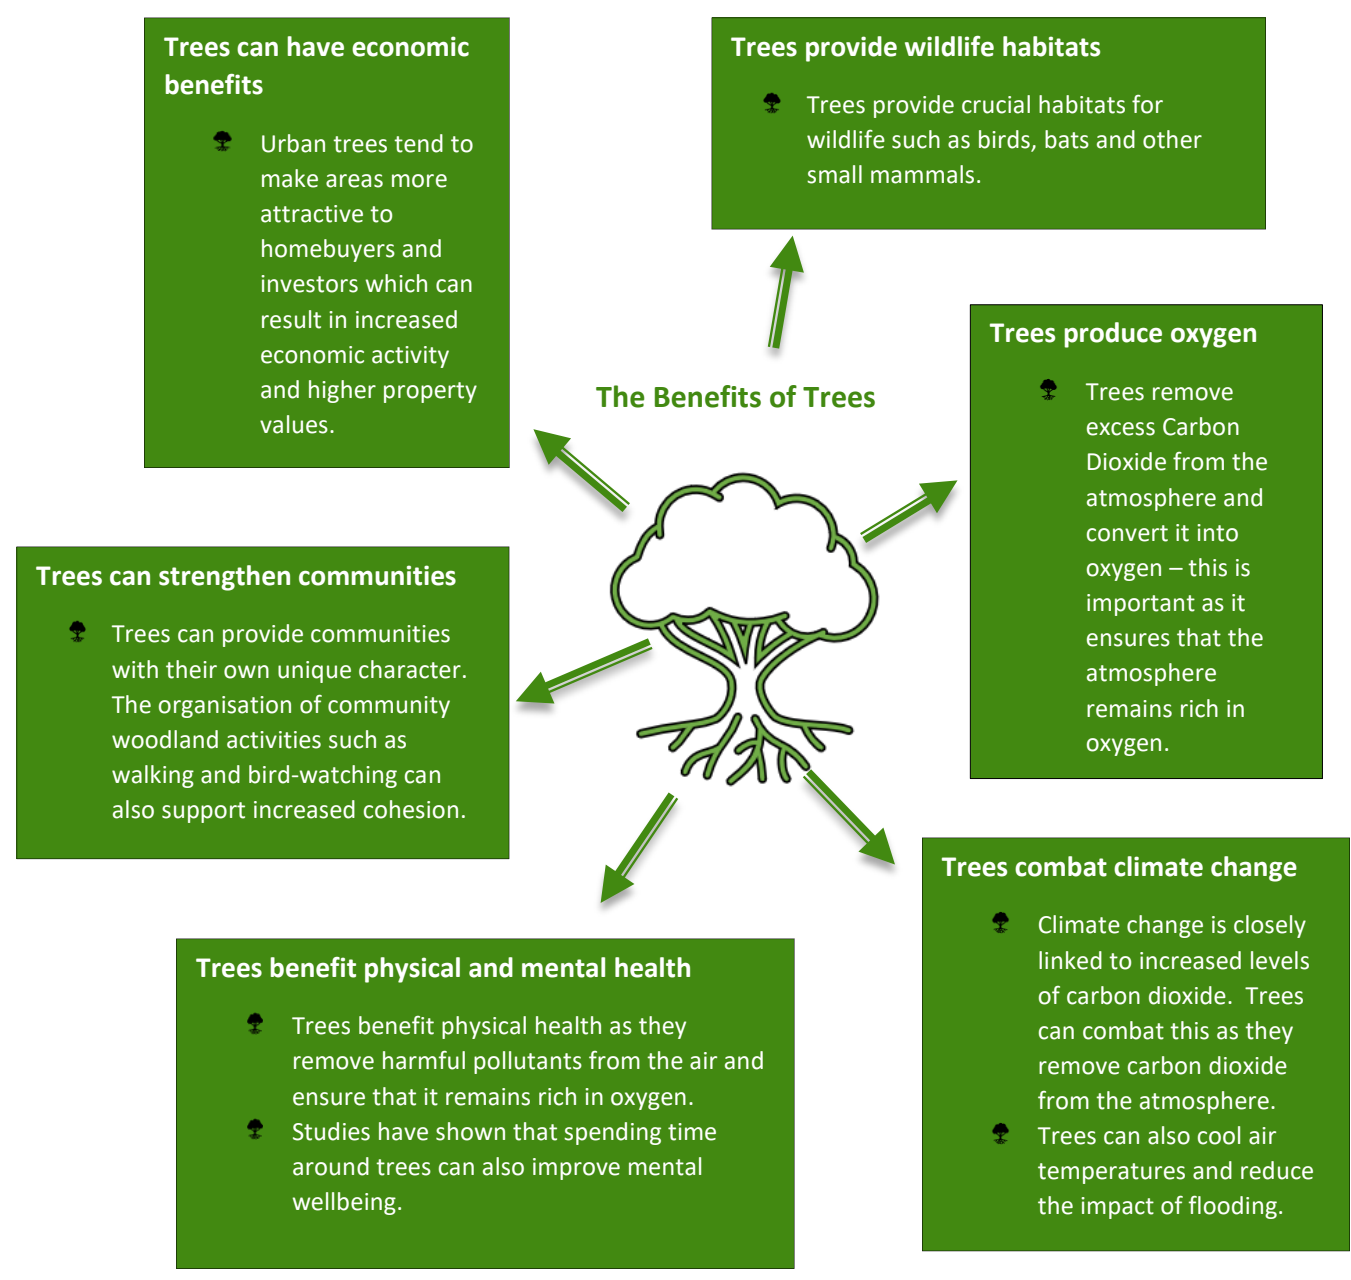 Trees can have economic
benefits
Urban trees tend to
make areas more
attractive to
homebuyers and
investors which can
result in increased
economic activity
and higher property
values.
Trees provide wildlife habitats
Trees provide crucial habitats for
wildlife such as birds, bats and other
small mammals.
The Benefits of Trees
Trees produce oxygen
Trees remove
excess Carbon
Dioxide from the
atmosphere and
convert it into
oxygen – this is
important as it
ensures that the
atmosphere
remains rich in
oxygen.
Trees can strengthen communities
Trees can provide communities
with their own unique character.
The organisation of community
woodland activities such as
walking and bird-watching can
also support increased cohesion.
Trees combat climate change
Climate change is closely
linked to increased levels
of carbon dioxide.  Trees
can combat this as they
remove carbon dioxide
from the atmosphere.
Trees can also cool air
temperatures and reduce
the impact of flooding.
Trees benefit physical and mental health
Trees benefit physical health as they
remove harmful pollutants from the air and
ensure that it remains rich in oxygen.
Studies have shown that spending time
around trees can also improve mental
wellbeing.